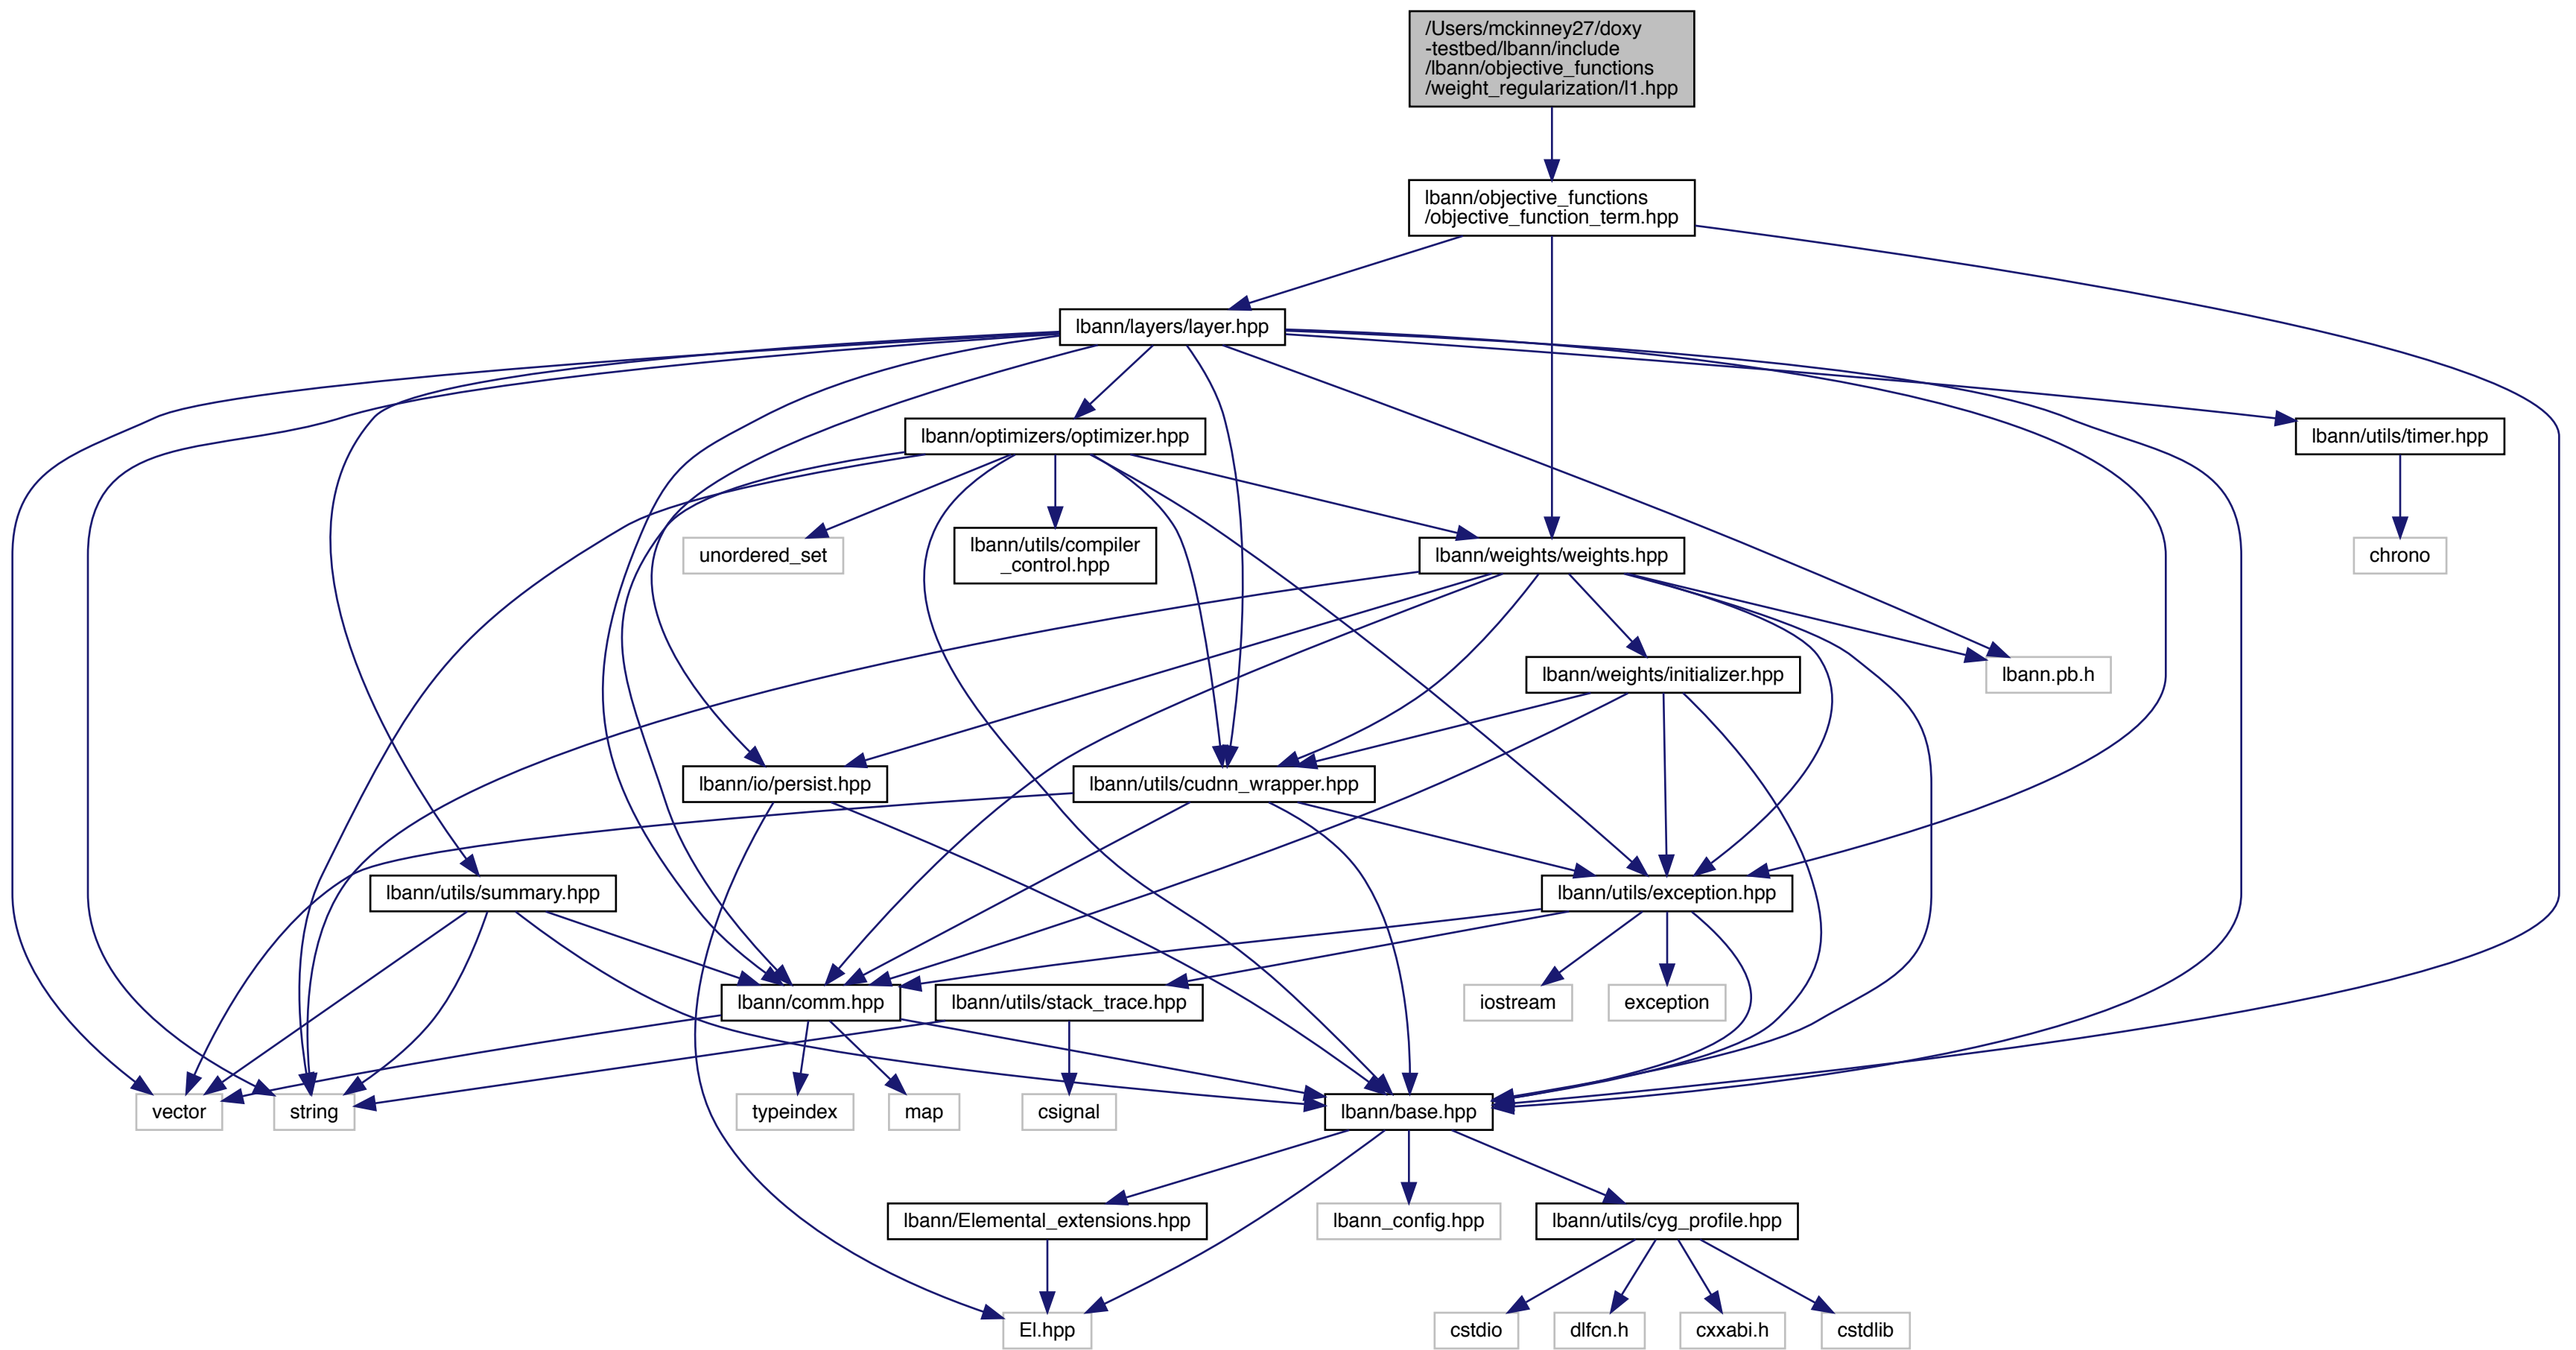 /Users/mckinney27/doxy
-testbed/lbann/include
/lbann/objective_functions
/weight_regularization/l1.hpp
lbann/objective_functions
/objective_function_term.hpp
lbann/layers/layer.hpp
lbann/optimizers/optimizer.hpp
lbann/utils/timer.hpp
unordered_set
lbann/utils/compiler
_control.hpp
lbann/weights/weights.hpp
chrono
lbann/weights/initializer.hpp
lbann.pb.h
lbann/io/persist.hpp
lbann/utils/cudnn_wrapper.hpp
lbann/utils/summary.hpp
lbann/utils/exception.hpp
lbann/comm.hpp
lbann/utils/stack_trace.hpp
iostream
exception
vector
string
typeindex
map
csignal
lbann/base.hpp
lbann/Elemental_extensions.hpp
lbann_config.hpp
lbann/utils/cyg_profile.hpp
El.hpp
cstdio
dlfcn.h
cxxabi.h
cstdlib